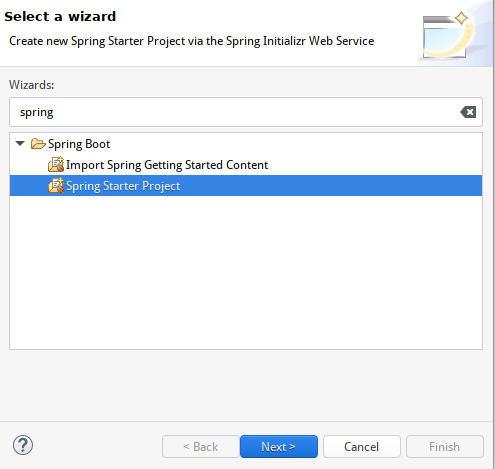 Select a wizard
Create new Spring Starter Project via the Spring Initializr Web Service
Wizards:
spring
Spring Boot
Import Spring Getting Started Content
Spring Starter Project
?
< Back
Next >
Cancel
Finish